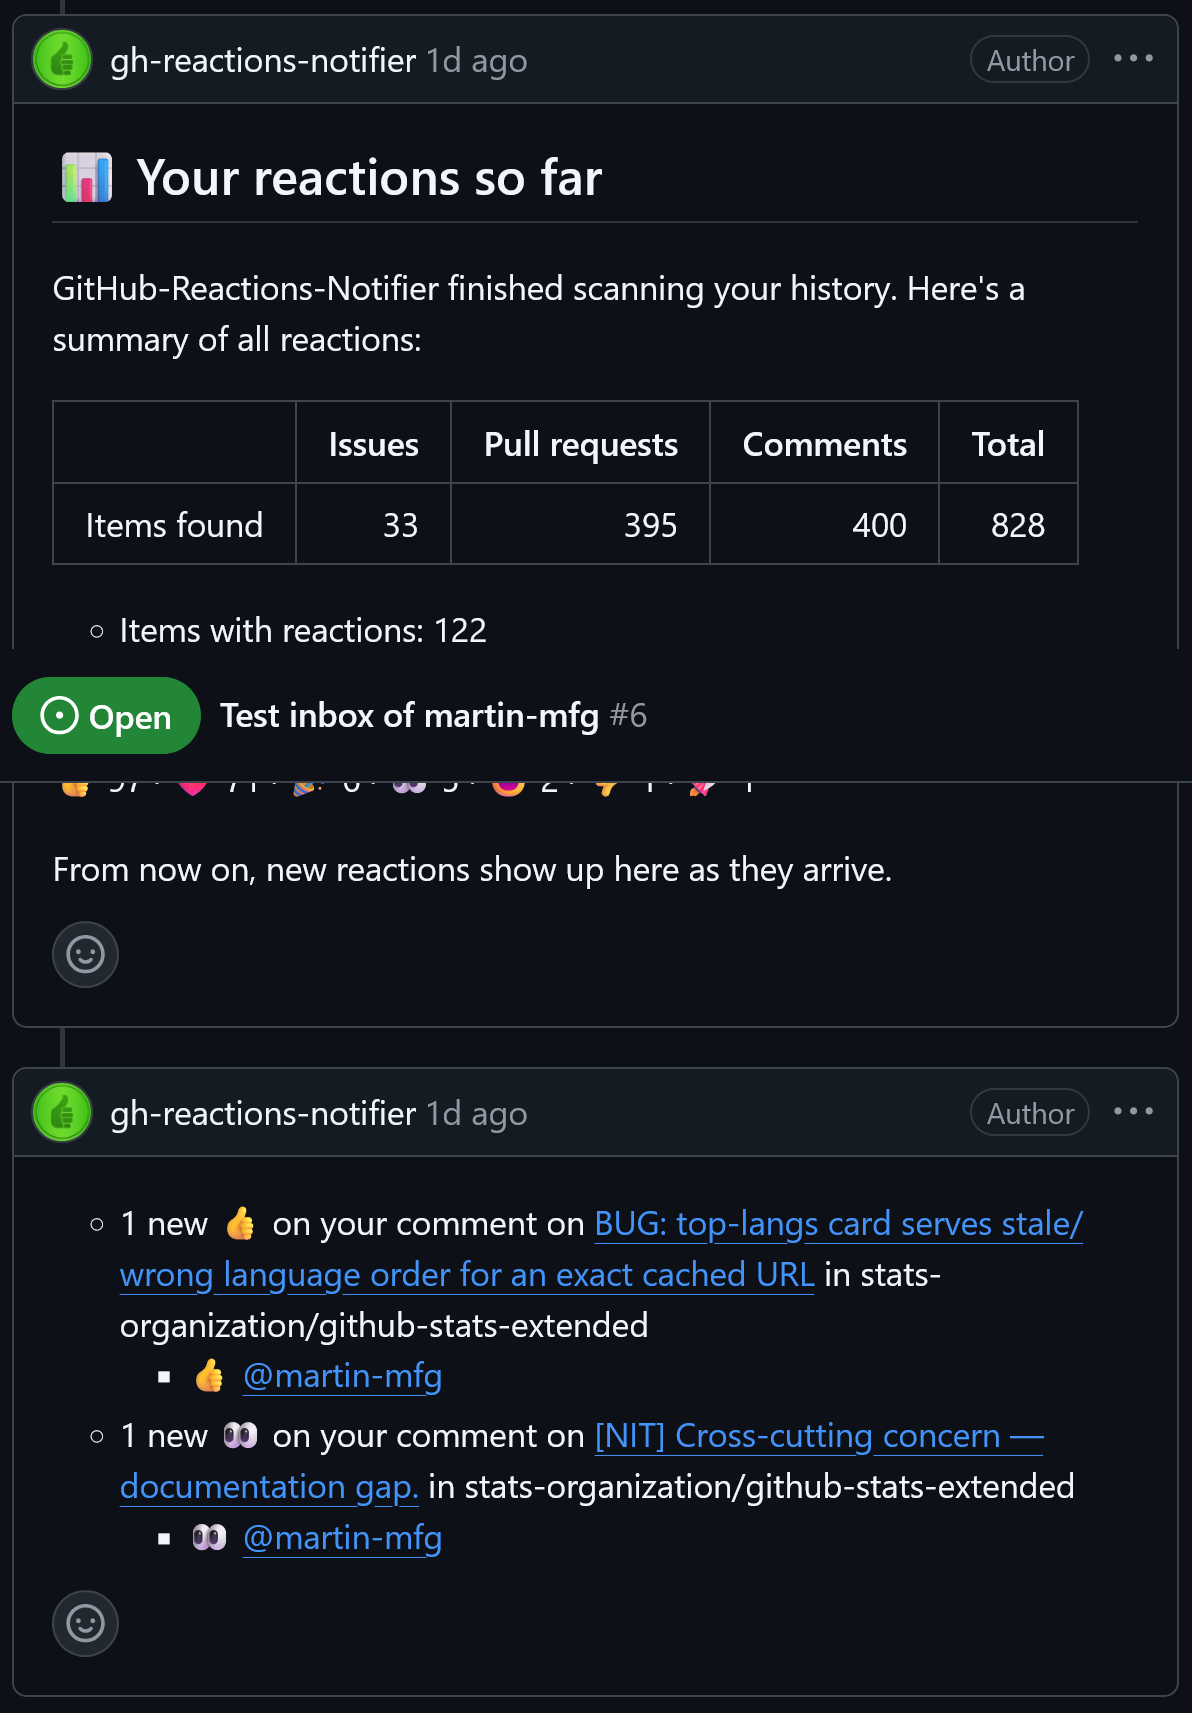 gh-reactions-notifier 1d ago Author
📊 Your reactions so far
GitHub-Reactions-Notifier finished scanning your history. Here's a
summary of all reactions:
Issues Pull requests Comments Total
Items found 33 395 400 828
Items with reactions: 122
Open Test inbox of martin-mfg #6
From now on, new reactions show up here as they arrive.
gh-reactions-notifier 1d ago Author
1 new 👍 on your comment on BUG: top-langs card serves stale/
wrong language order for an exact cached URL in stats-
organization/github-stats-extended
👍 @martin-mfg
1 new 👀 on your comment on [NIT] Cross-cutting concern —
documentation gap. in stats-organization/github-stats-extended
👀 @martin-mfg